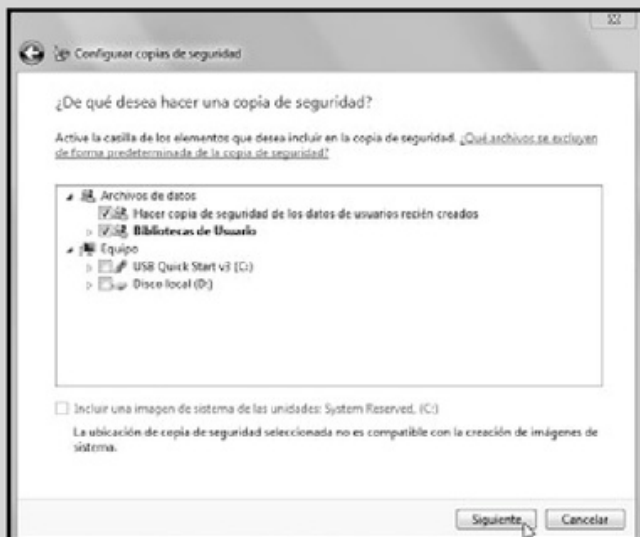 Configurar copias de seguridad
¿De qué desea hacer una copia de seguridad?
Active la casilla de los elementos que desea incluir en la copia de seguridad. ¿Qué archivos se excluyen
de forma predeterminada de la copia de seguridad?
Archivos de datos
Hacer copia de seguridad de los datos de usuarios recién creados
Bibliotecas de Usuario
Equipo
USB Quick Start v3 (C:)
Disco local (D:)
Incluir una imagen de sistema de las unidades: System Reserved, (C:)
La ubicación de copia de seguridad seleccionada no es compatible con la creación de imágenes de
sistema.
Siguiente Cancelar